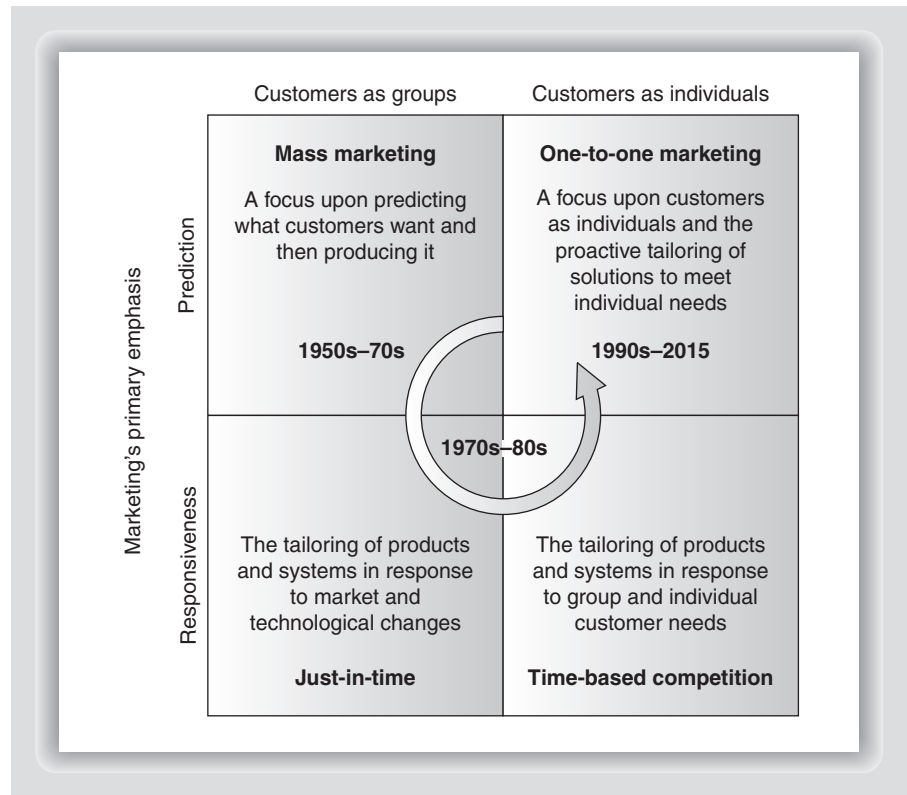 Customers as groups
Customers as individuals
Marketing’s primary emphasis
Prediction
Mass marketing
A focus upon predicting
what customers want and
then producing it
1950s–70s
One-to-one marketing
A focus upon customers
as individuals and the
proactive tailoring of
solutions to meet
individual needs
1990s–2015
1970s–80s
Responsiveness
The tailoring of products
and systems in response
to market and
technological changes
Just-in-time
The tailoring of products
and systems in response
to group and individual
customer needs
Time-based competition